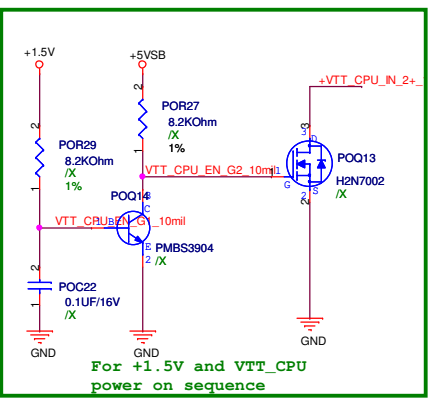 +1.5V
+5VSB
+VTT_CPU_IN_2+_
2
POR27
8.2KOhm
/X
1%
1
2
POR29
8.2KOhm
/X
1%
1
3
D
POQ13
H2N7002
/X
1
G
S
2
VTT_CPU_EN_G2_10mil
POQ14
3
C
VTT_CPU_EN_G1_10mil
1
B
E
2
PMBS3904
/X
2
POC22
0.1UF/16V
/X
1
GND
GND
GND
For +1.5V and VTT_CPU
power on sequence